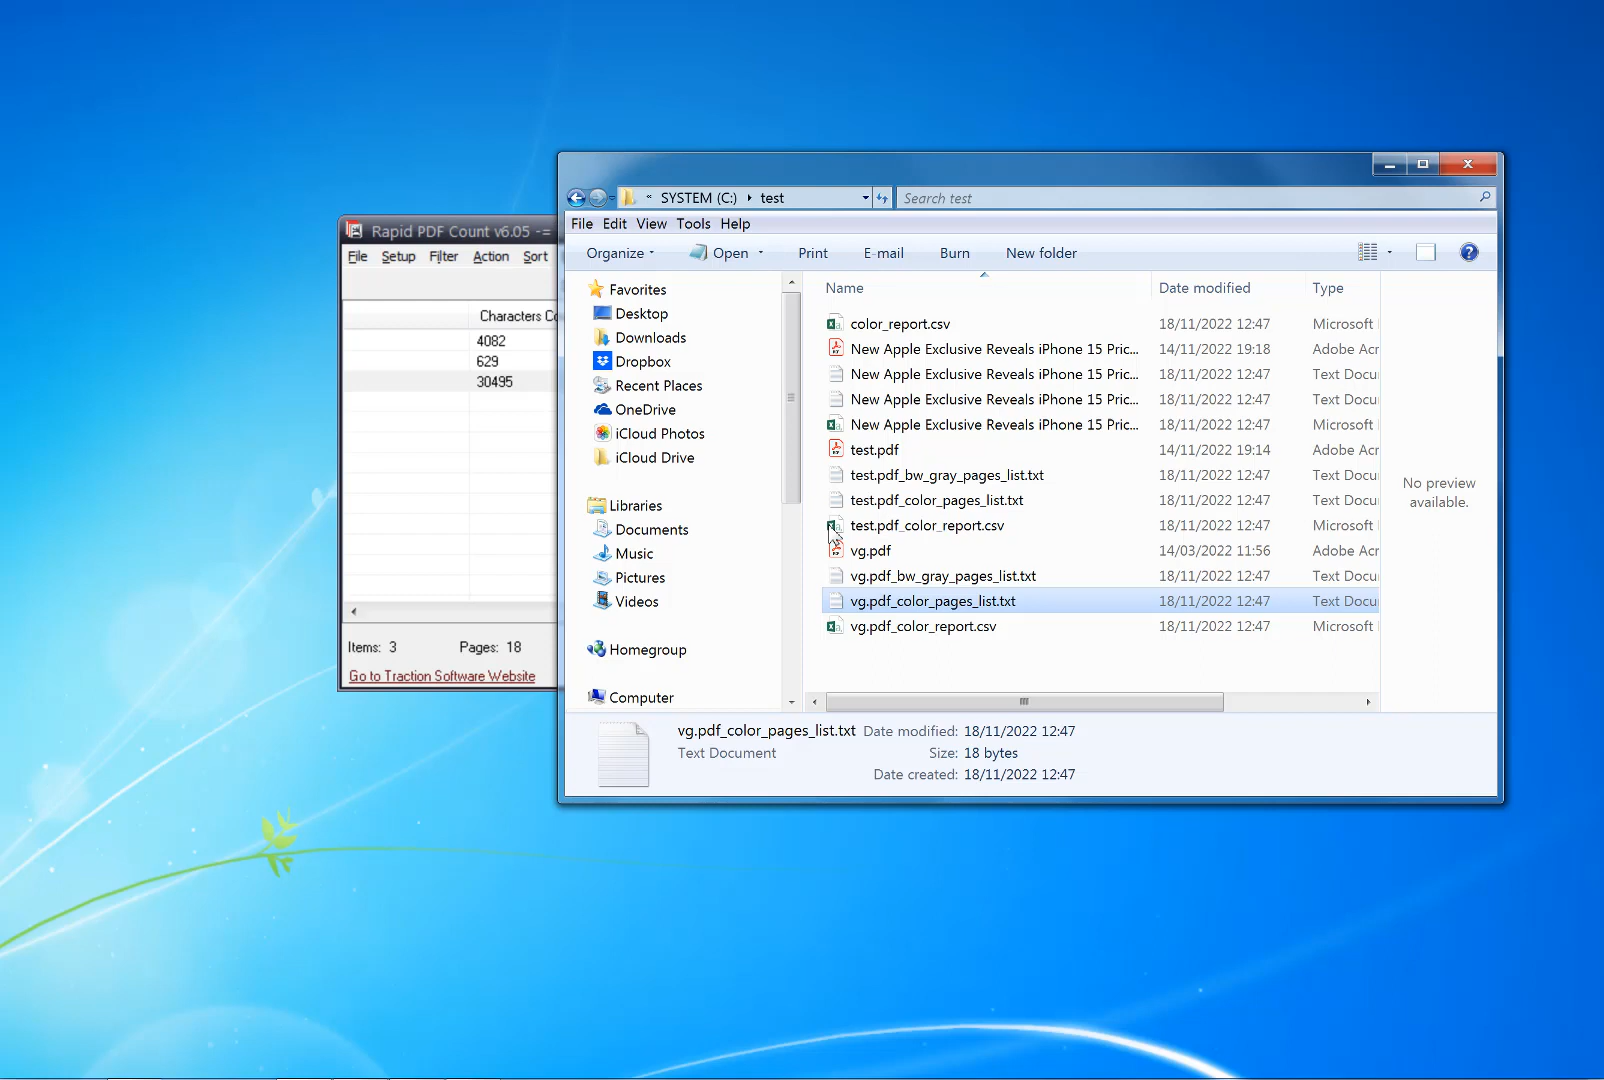 SYSTEM (C:) test
Search test
File Edit View Tools Help
Organize Open Print E-mail Burn New folder
Rapid PDF Count v6.05 -=
File Setup Filter Action Sort
4082
629
30495
Items: 3 Pages: 18
Go to Traction Software Website
Favorites
Desktop
Downloads
Dropbox
Recent Places
OneDrive
iCloud Photos
iCloud Drive
Libraries
Documents
Music
Pictures
Videos
Homegroup
Computer
Name Date modified Type
color_report.csv 18/11/2022 12:47 Microsoft
New Apple Exclusive Reveals iPhone 15 Pric... 14/11/2022 19:18 Adobe Acr
New Apple Exclusive Reveals iPhone 15 Pric... 18/11/2022 12:47 Text Docu
New Apple Exclusive Reveals iPhone 15 Pric... 18/11/2022 12:47 Text Docu
New Apple Exclusive Reveals iPhone 15 Pric... 18/11/2022 12:47 Microsoft
test.pdf 14/11/2022 19:14 Adobe Acr
test.pdf_bw_gray_pages_list.txt 18/11/2022 12:47 Text Docu
test.pdf_color_pages_list.txt 18/11/2022 12:47 Text Docu
test.pdf_color_report.csv 18/11/2022 12:47 Microsoft
vg.pdf 14/03/2022 11:56 Adobe Acr
vg.pdf_bw_gray_pages_list.txt 18/11/2022 12:47 Text Docu
vg.pdf_color_pages_list.txt 18/11/2022 12:47 Text Docu
vg.pdf_color_report.csv 18/11/2022 12:47 Microsoft
No preview
available.
vg.pdf_color_pages_list.txt Date modified: 18/11/2022 12:47
Text Document Size: 18 bytes
Date created: 18/11/2022 12:47
Characters Co